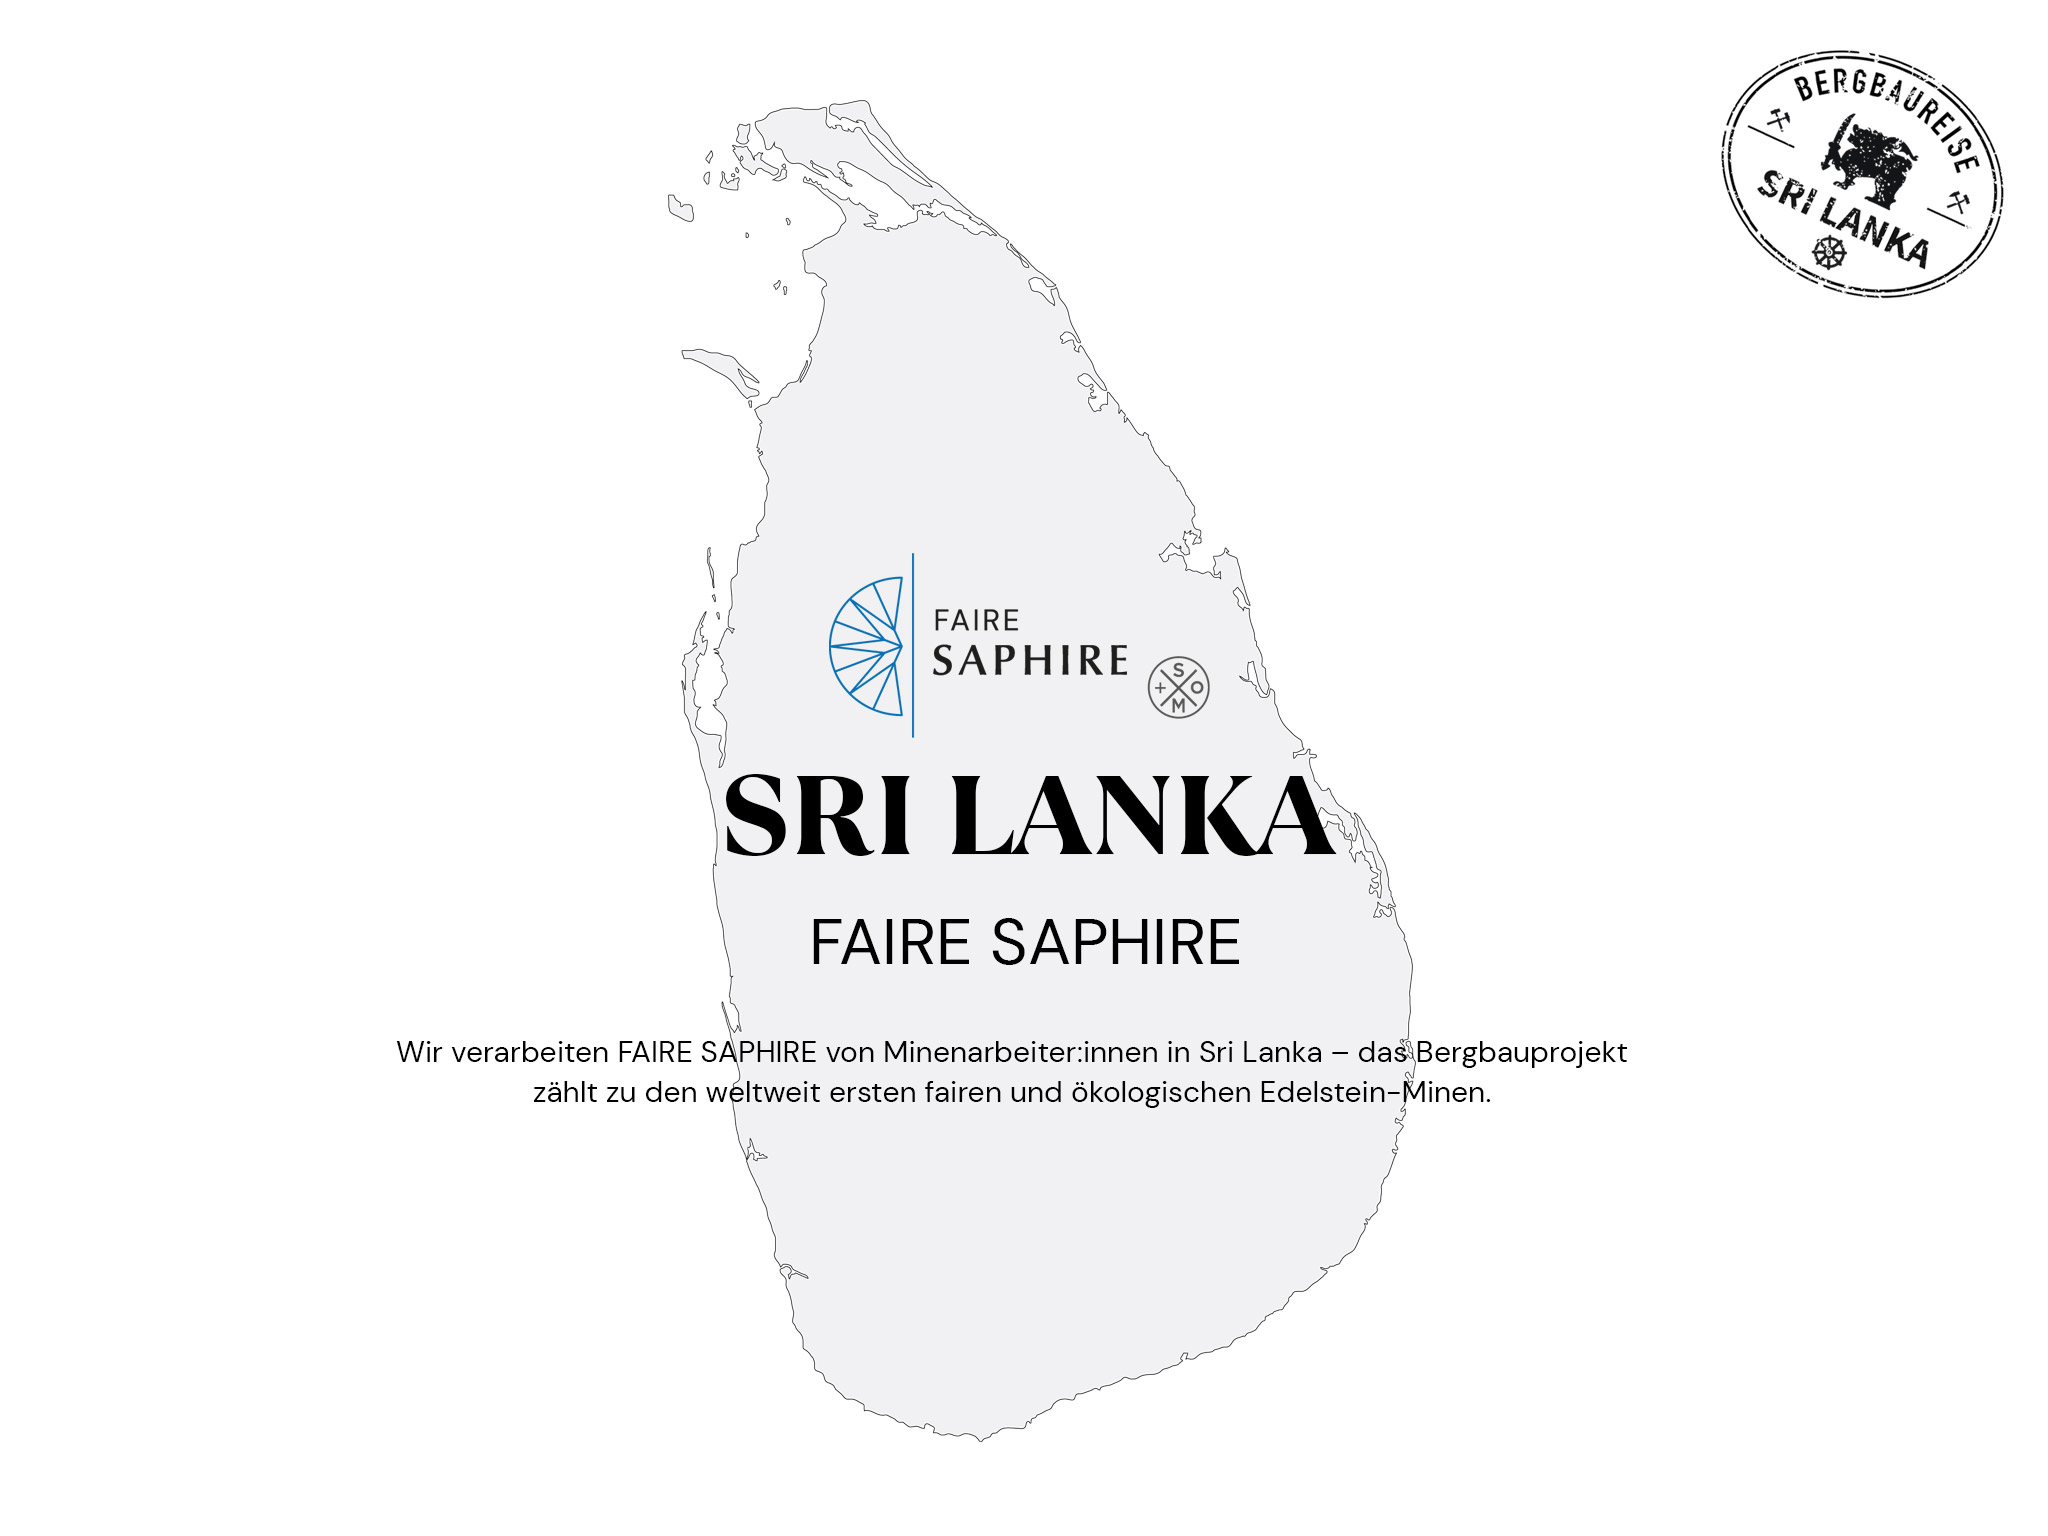 BERGBAUREISE
SRI LANKA
FAIRE
SAPHIRE
S
+ O
M
SRI LANKA
FAIRE SAPHIRE
Wir verarbeiten FAIRE SAPHIRE von Minenarbeiter:innen in Sri Lanka – das Bergbauprojekt
zählt zu den weltweit ersten fairen und ökologischen Edelstein-Minen.